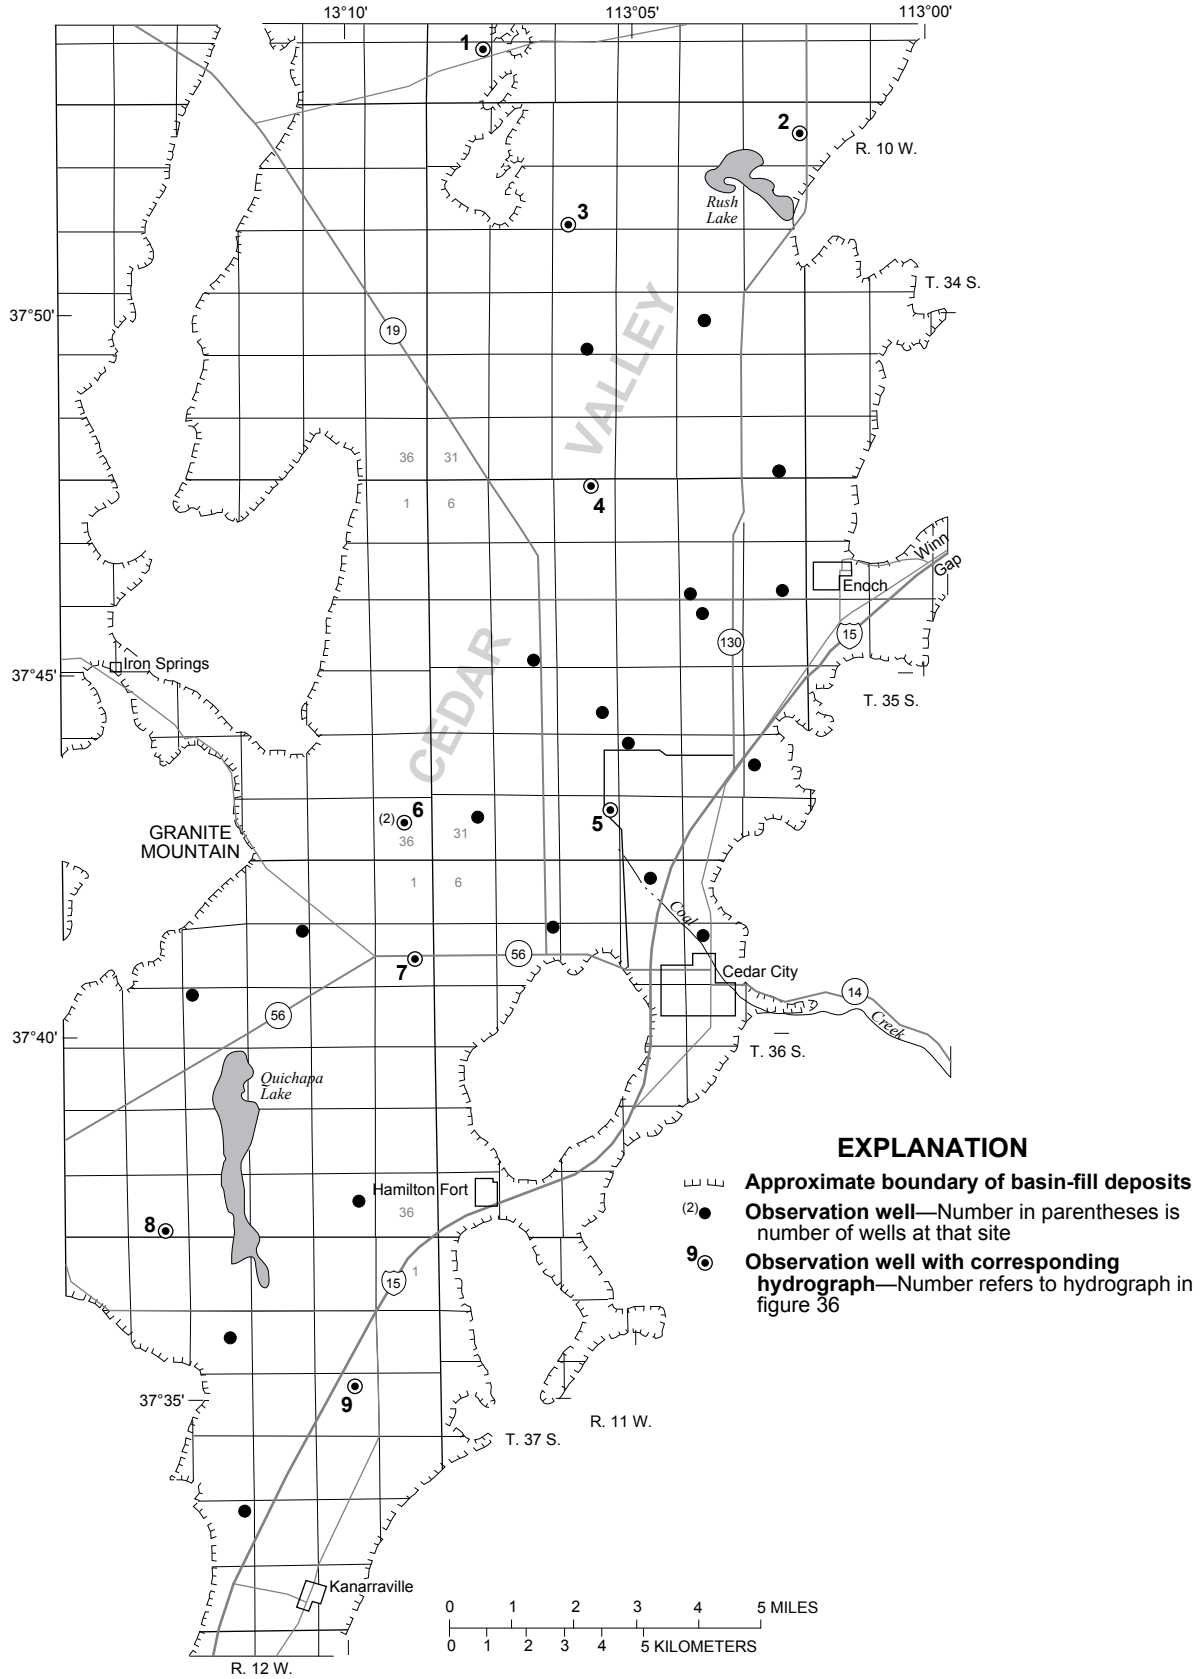 13°10'
113°05'
113°00'
1
2
R. 10 W.
Rush
Lake
3
T. 34 S.
37°50'
19
VALLEY
36 31
1 6
4
Winn
Gap
Enoch
15
130
Iron Springs
37°45'
T. 35 S.
CEDAR
(2) 6
5
36 31
GRANITE
MOUNTAIN
1 6
Coal
7
56
Cedar City
14
56
Creek
37°40'
T. 36 S.
Quichapa
Lake
EXPLANATION
Approximate boundary of basin-fill deposits
(2) Observation well—Number in parentheses is
number of wells at that site
9 Observation well with corresponding
hydrograph—Number refers to hydrograph in
figure 36
Hamilton Fort
36
8
15
1
37°35'
9
R. 11 W.
T. 37 S.
Kanarraville
0 1 2 3 4 5 MILES
0 1 2 3 4 5 KILOMETERS
R. 12 W.